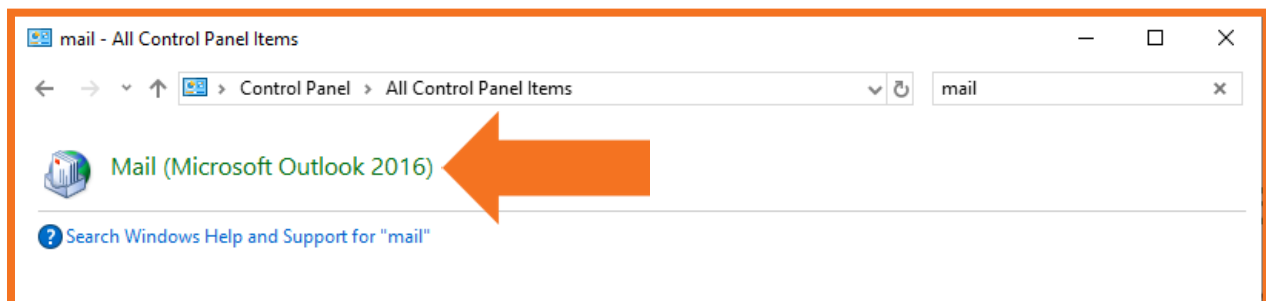 mail - All Control Panel Items
Control Panel > All Control Panel Items
mail
Mail (Microsoft Outlook 2016)
Search Windows Help and Support for "mail"